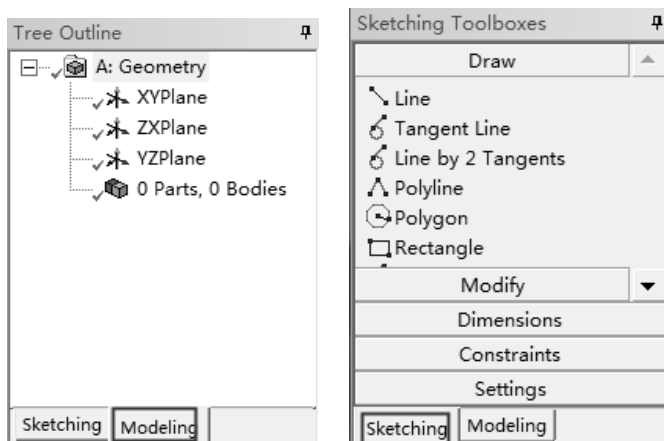 Tree Outline
A: Geometry
XYPlane
ZXPlane
YZPlane
0 Parts, 0 Bodies
Sketching Modeling
Sketching Toolboxes
Draw
Line
Tangent Line
Line by 2 Tangents
Polyline
Polygon
Rectangle
Modify
Dimensions
Constraints
Settings
Sketching Modeling